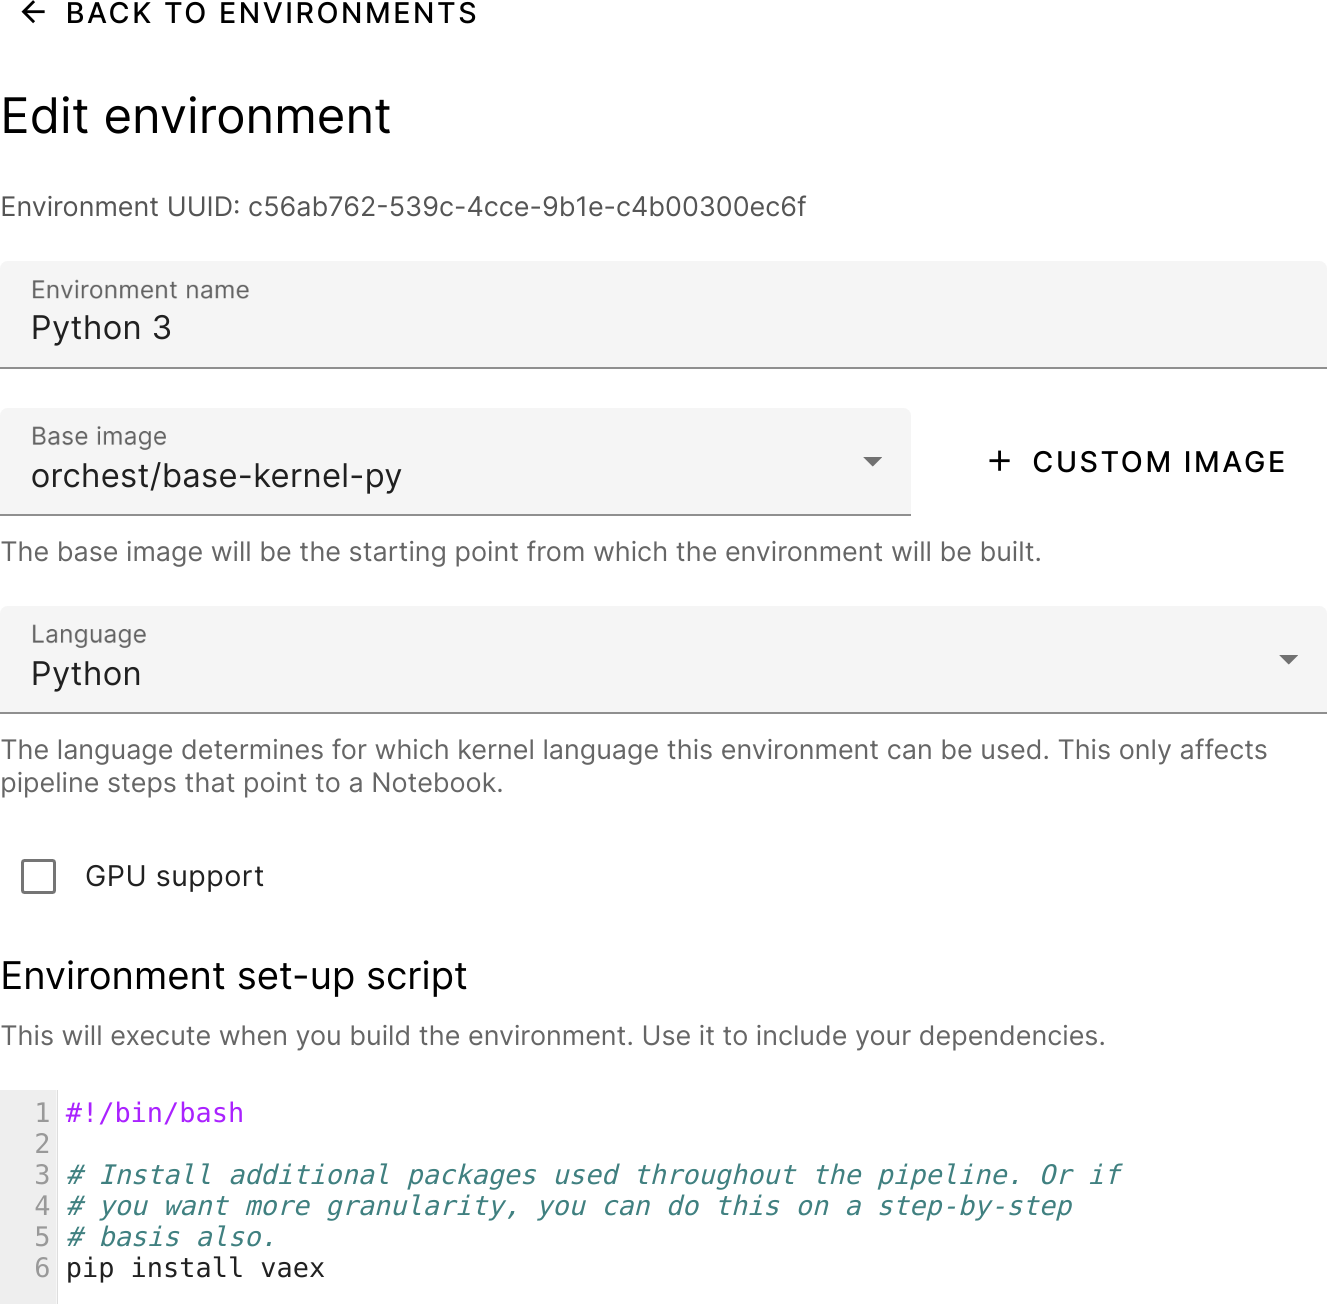 ← BACK TO ENVIRONMENTS
Edit environment
Environment UUID: c56ab762-539c-4cce-9b1e-c4b00300ec6f
Environment name
Python 3
Base image
orchest/base-kernel-py
+ CUSTOM IMAGE
The base image will be the starting point from which the environment will be built.
Language
Python
The language determines for which kernel language this environment can be used. This only affects
pipeline steps that point to a Notebook.
GPU support
Environment set-up script
This will execute when you build the environment. Use it to include your dependencies.
1 #!/bin/bash
2
3 # Install additional packages used throughout the pipeline. Or if
4 # you want more granularity, you can do this on a step-by-step
5 # basis also.
6 pip install vaex